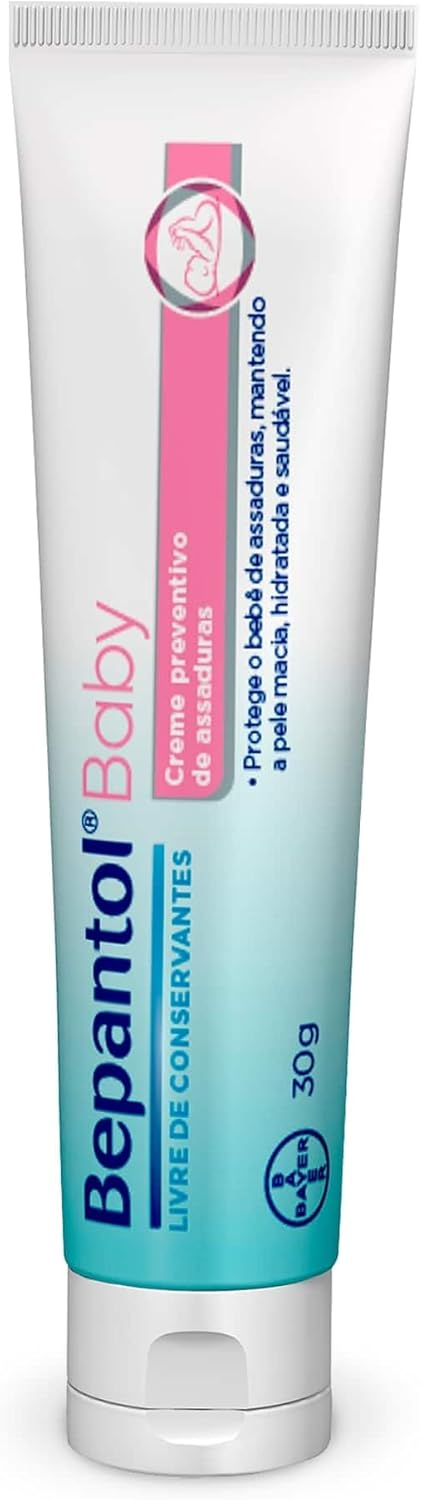 Bepantol® Baby
LIVRE DE CONSERVANTES
Creme preventivo
de assaduras
• Protege o bebê de assaduras, mantendo
a pele macia, hidratada e saudável.
30g
BAYER
BAYER